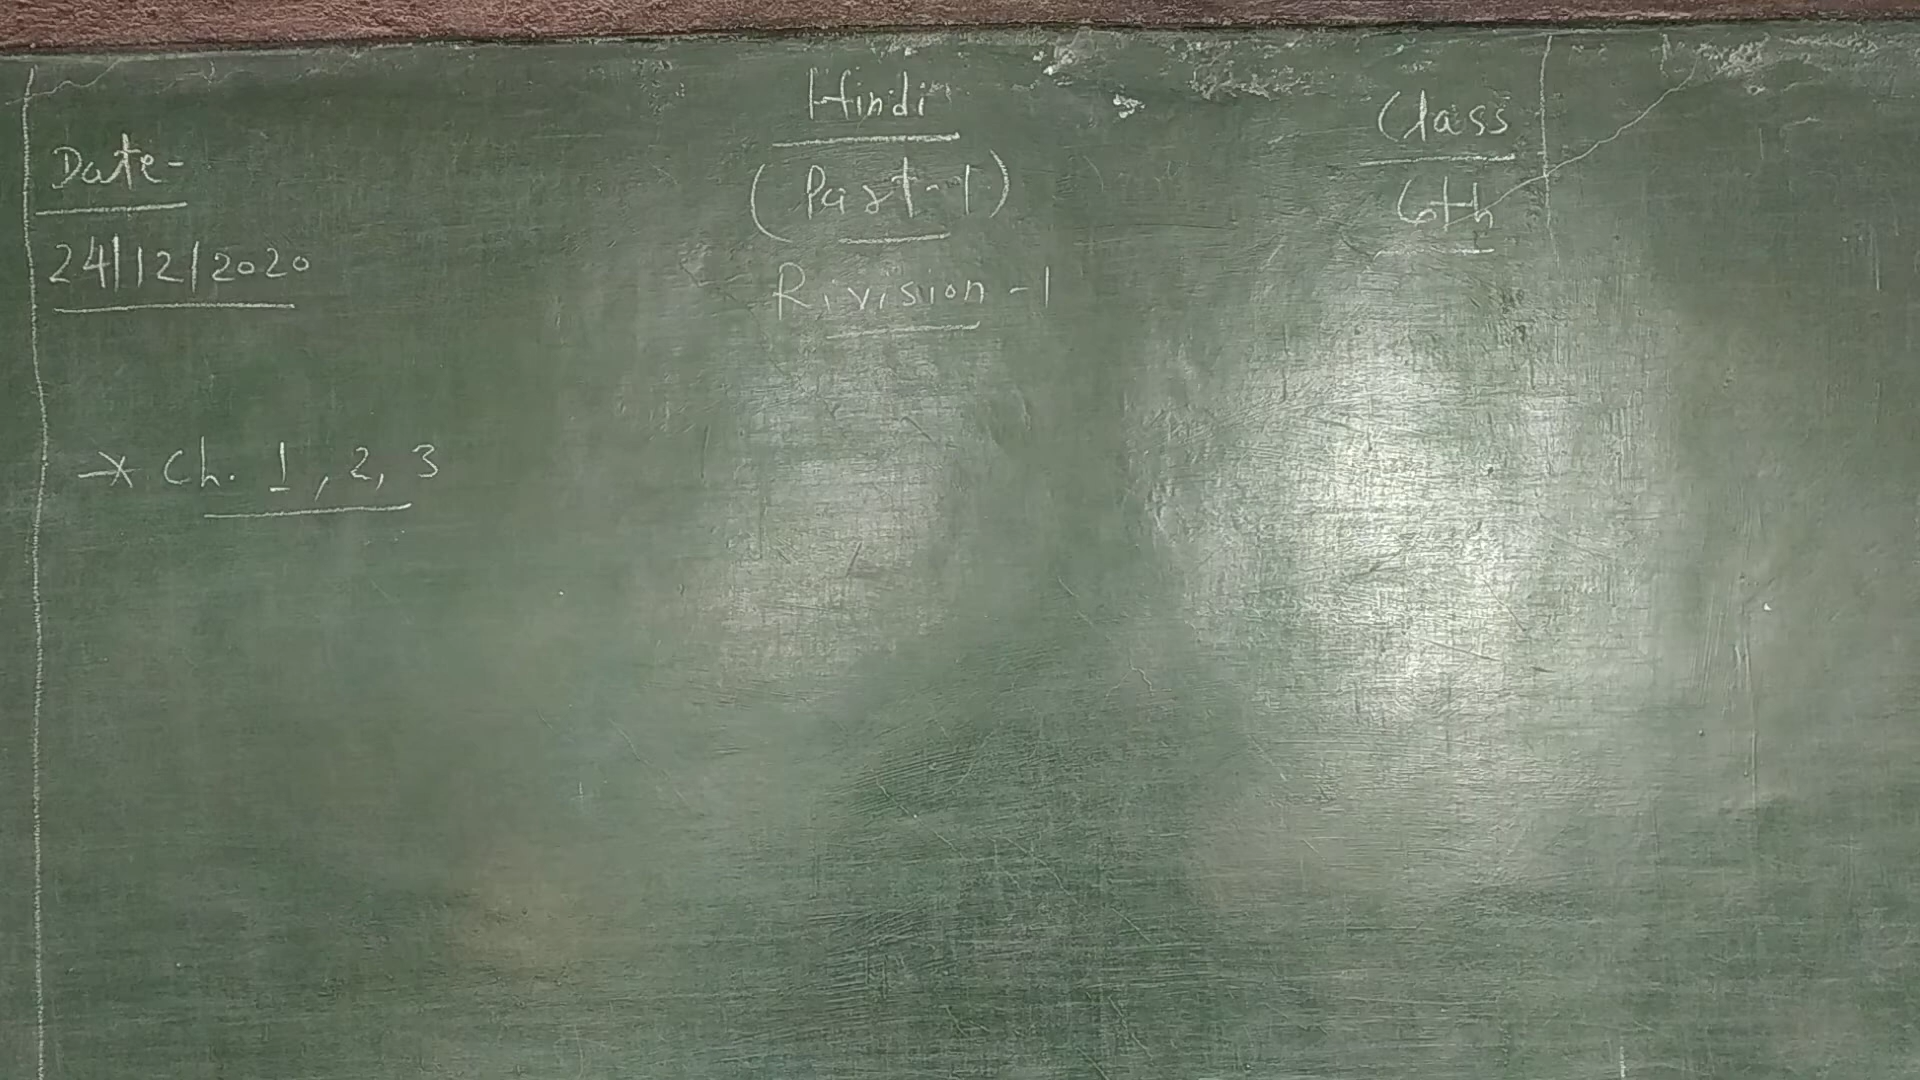 Hindi
Class
Date-
(Part-1)
6th
24/12/2020
Rivision-1
* Ch. 1, 2, 3